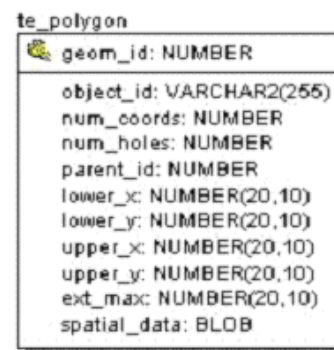 te_polygon
geom_id: NUMBER
object_id: VARCHAR2(255)
num_coords: NUMBER
num_holes: NUMBER
parent_id: NUMBER
lower_x: NUMBER(20,10)
lower_y: NUMBER(20,10)
upper_x: NUMBER(20,10)
upper_y: NUMBER(20,10)
ext_max: NUMBER(20,10)
spatial_data: BLOB